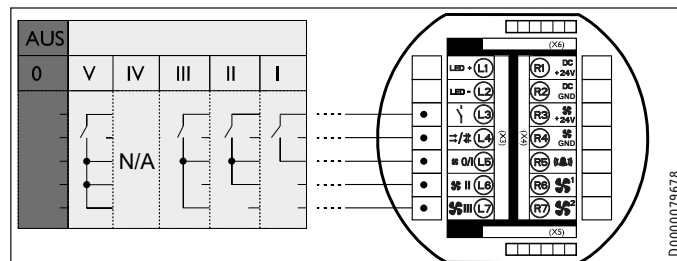 AUS
0 V IV III II I
N/A
(X6)
LED + L1 R1 DC +24V
LED - L2 R2 DC GND
L3 R3 +24V
L4 R4 GND
0/I L5 R5
II L6 R6 1
III L7 R7 2
(X3) (X4)
(X5)
D0000079678